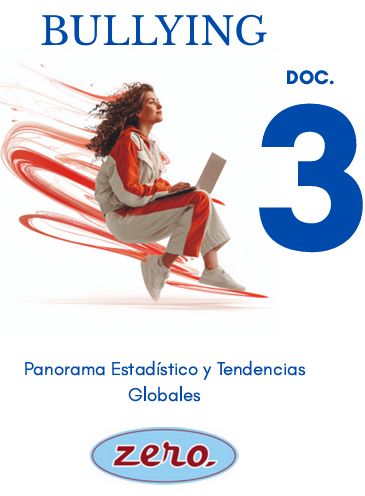 BULLYING
DOC.
3
Panorama Estadístico y Tendencias
Globales
zero.